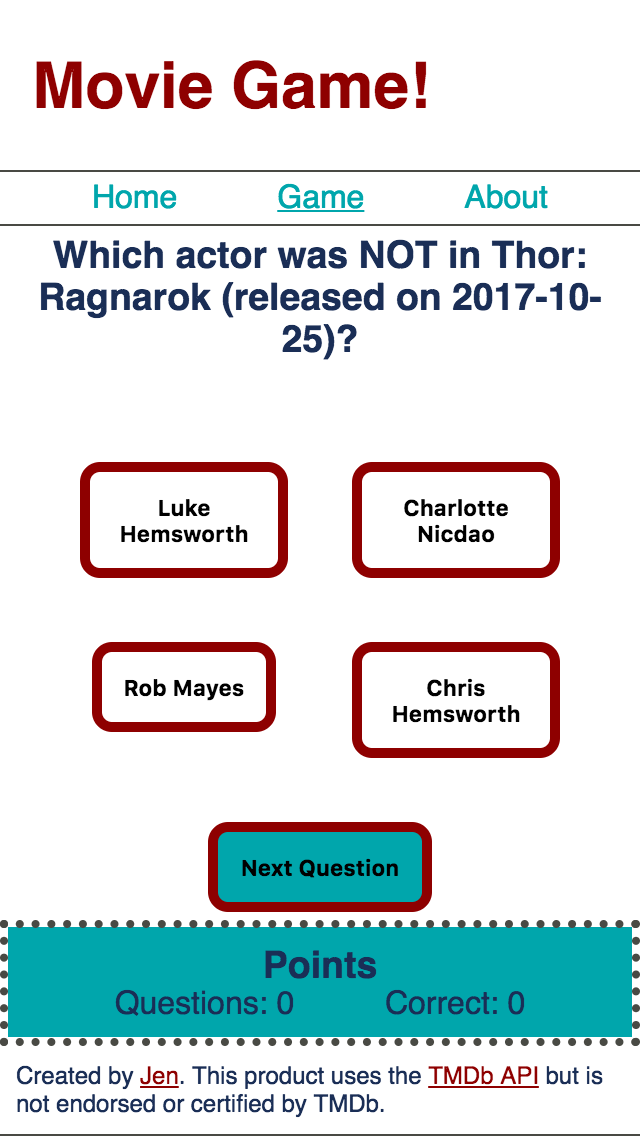 Movie Game!
Home Game About
Which actor was NOT in Thor:
Ragnarok (released on 2017-10-
25)?
Luke
Hemsworth
Charlotte
Nicdao
Rob Mayes
Chris
Hemsworth
Next Question
Points
Questions: 0 Correct: 0
Created by Jen. This product uses the TMDb API but is
not endorsed or certified by TMDb.